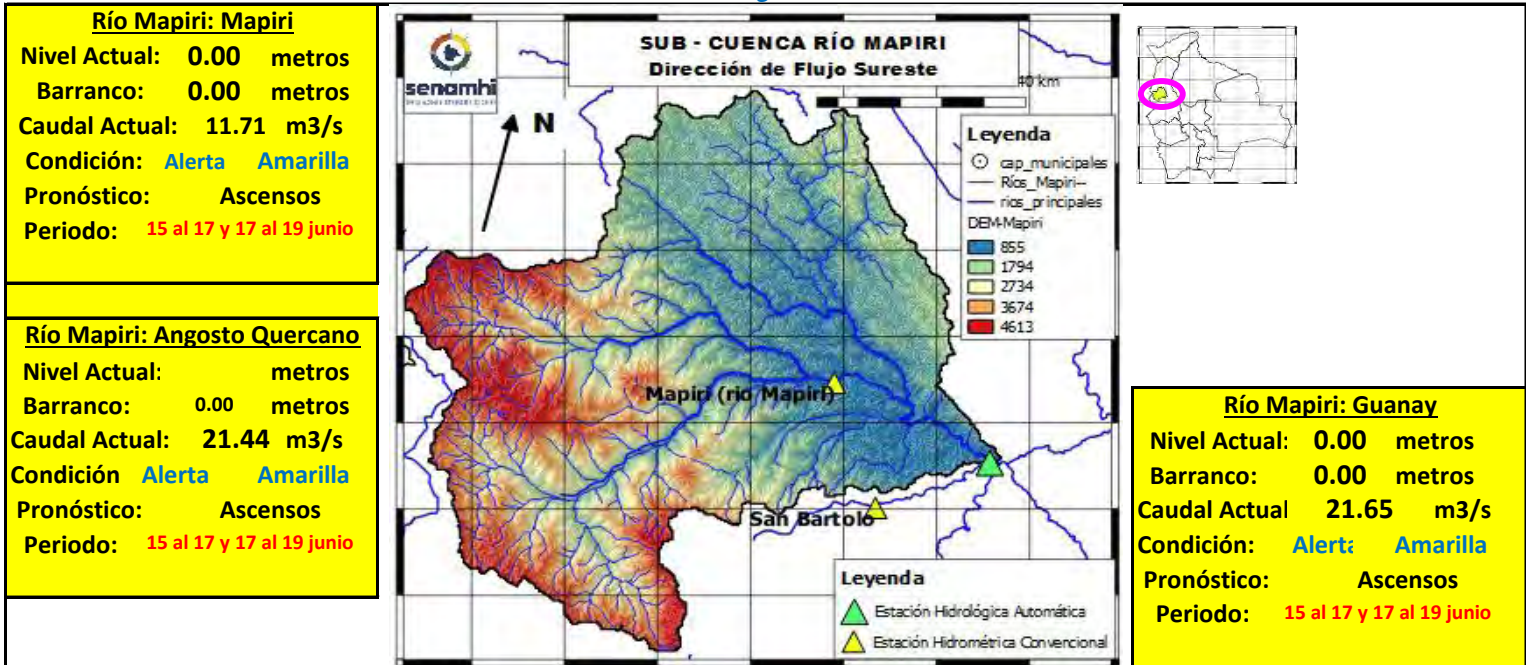 Río Mapiri: Mapiri
Nivel Actual: 0.00 metros
Barranco: 0.00 metros
Caudal Actual: 11.71 m3/s
Condición: Alerta Amarilla
Pronóstico: Ascensos
Periodo: 15 al 17 y 17 al 19 junio
Río Mapiri: Angosto Quercano
Nivel Actual: metros
Barranco: 0.00 metros
Caudal Actual: 21.44 m3/s
Condición Alerta Amarilla
Pronóstico: Ascensos
Periodo: 15 al 17 y 17 al 19 junio
senamhi
SUB - CUENCA RÍO MAPIRI
Dirección de Flujo Sureste
40 km
N
Leyenda
cap_municipales
Ríos_Mapiri--
rios_principales
DEM-Mapiri
855
1794
2734
3674
4613
Mapiri (rio Mapiri)
San Bartolo
Leyenda
Estación Hidrológica Automática
Estación Hidrométrica Convencional
Río Mapiri: Guanay
Nivel Actual: 0.00 metros
Barranco: 0.00 metros
Caudal Actual 21.65 m3/s
Condición: Alerta Amarilla
Pronóstico: Ascensos
Periodo: 15 al 17 y 17 al 19 junio